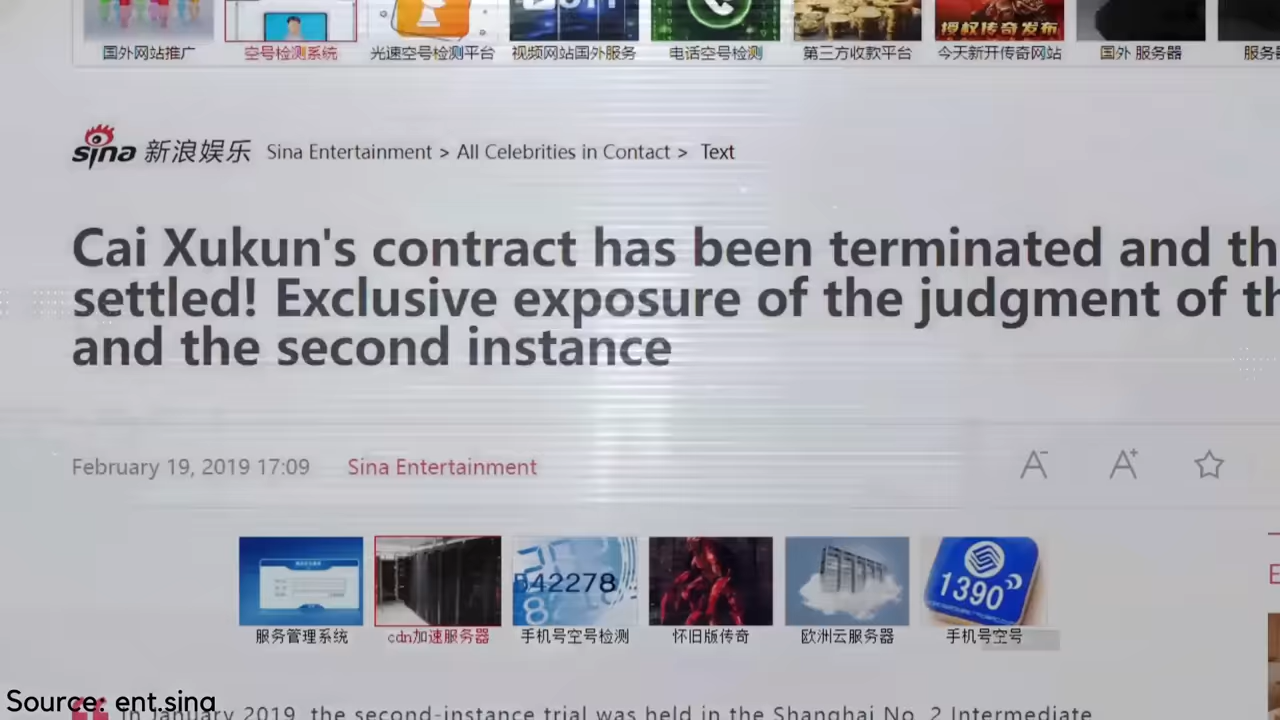 国外网站推广 空号检测系统 光速空号检测平台 视频网站国外服务 电话空号检测 第三方收款平台 今天新开传奇网站 国外 服务器
授权传奇发布
sina 新浪娱乐 Sina Entertainment > All Celebrities in Contact > Text
Cai Xukun's contract has been terminated and th
settled! Exclusive exposure of the judgment of th
and the second instance
February 19, 2019 17:09 Sina Entertainment A- A+
842278
1390
服务管理系统 cdn加速服务器 手机号空号检测 怀旧版传奇 欧洲云服务器 手机号空号
Source: ent.sina
In January 2019, the second-instance trial was held in the Shanghai No. 2 Intermediate